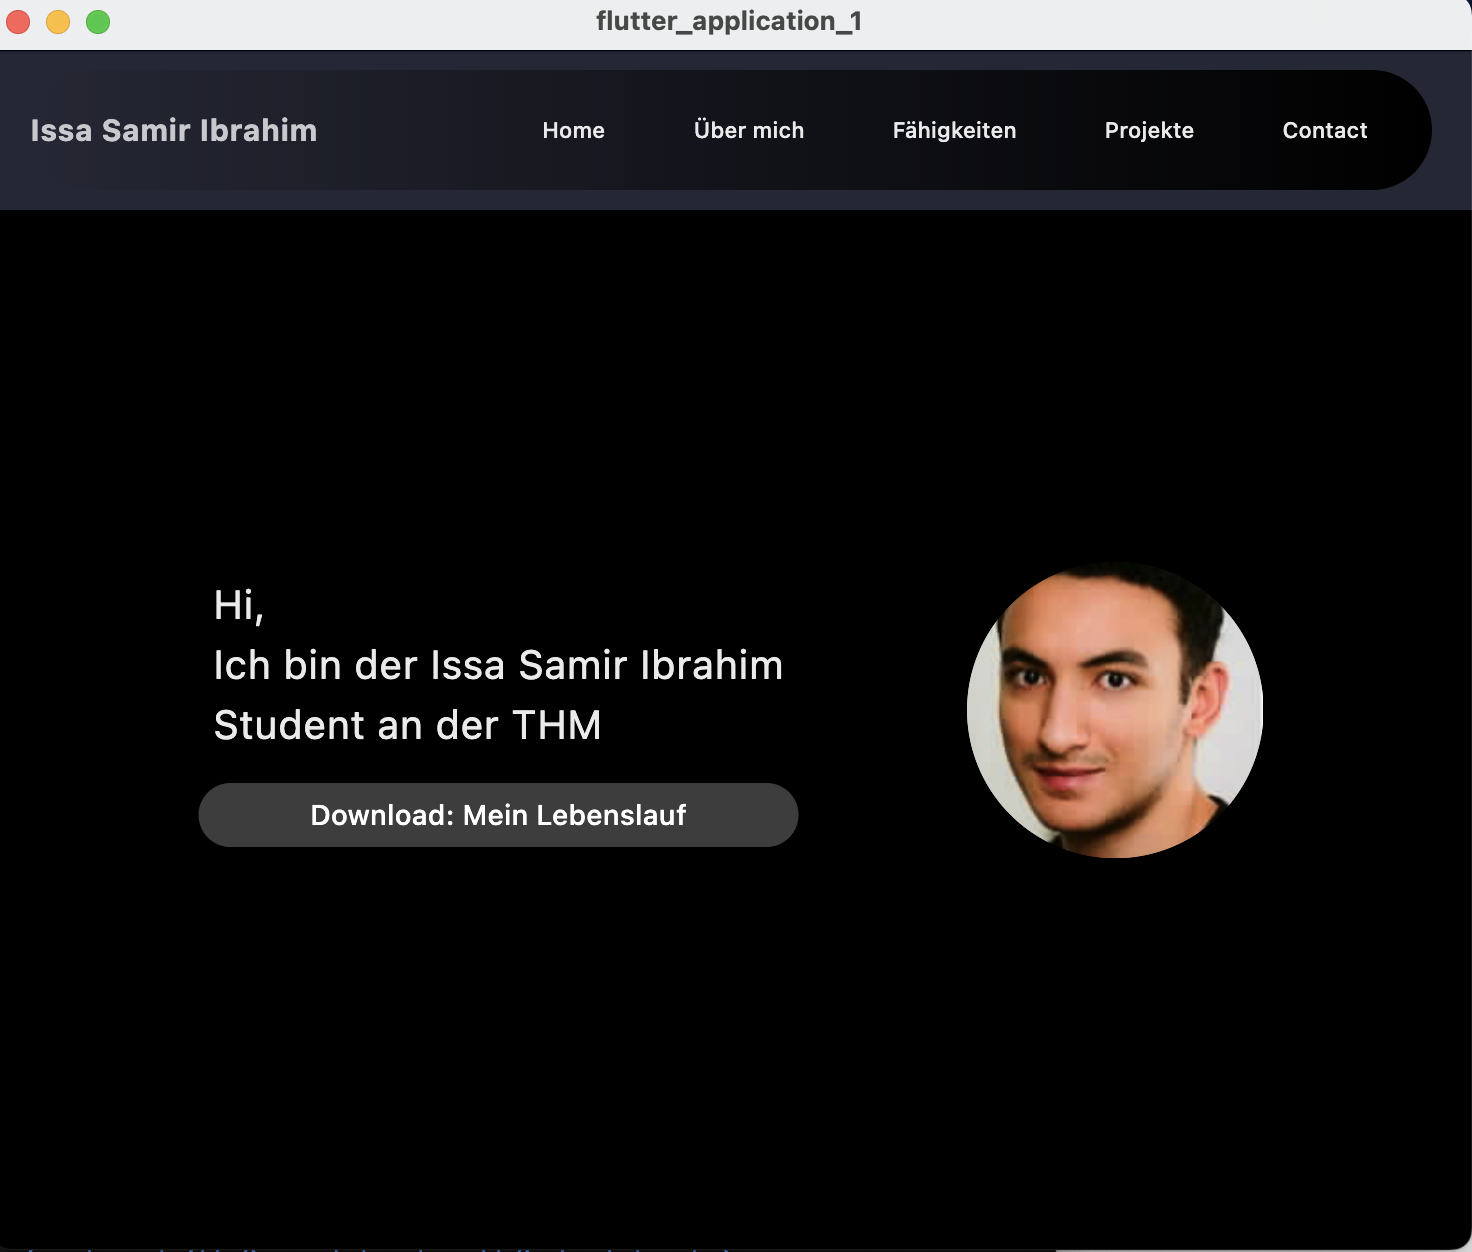 flutter_application_1
Issa Samir Ibrahim Home Über mich Fähigkeiten Projekte Contact
Hi,
Ich bin der Issa Samir Ibrahim
Student an der THM
Download: Mein Lebenslauf